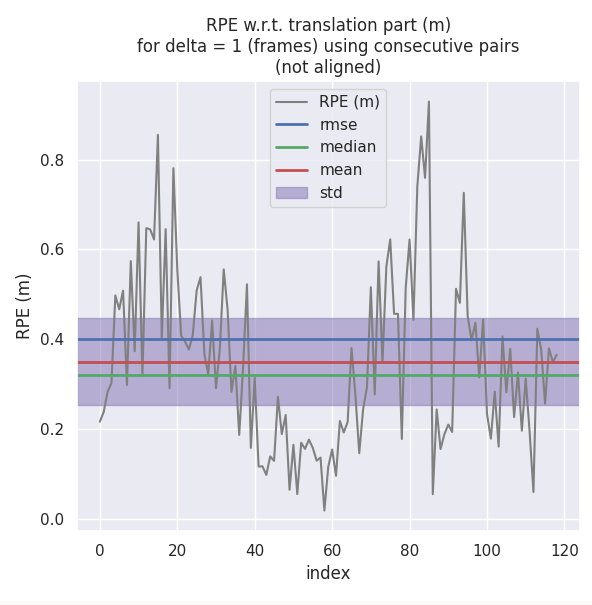 RPE w.r.t. translation part (m)
for delta = 1 (frames) using consecutive pairs
(not aligned)
RPE (m)
rmse
median
mean
std
RPE (m)
0.8
0.6
0.4
0.2
0.0
0 20 40 60 80 100 120
index